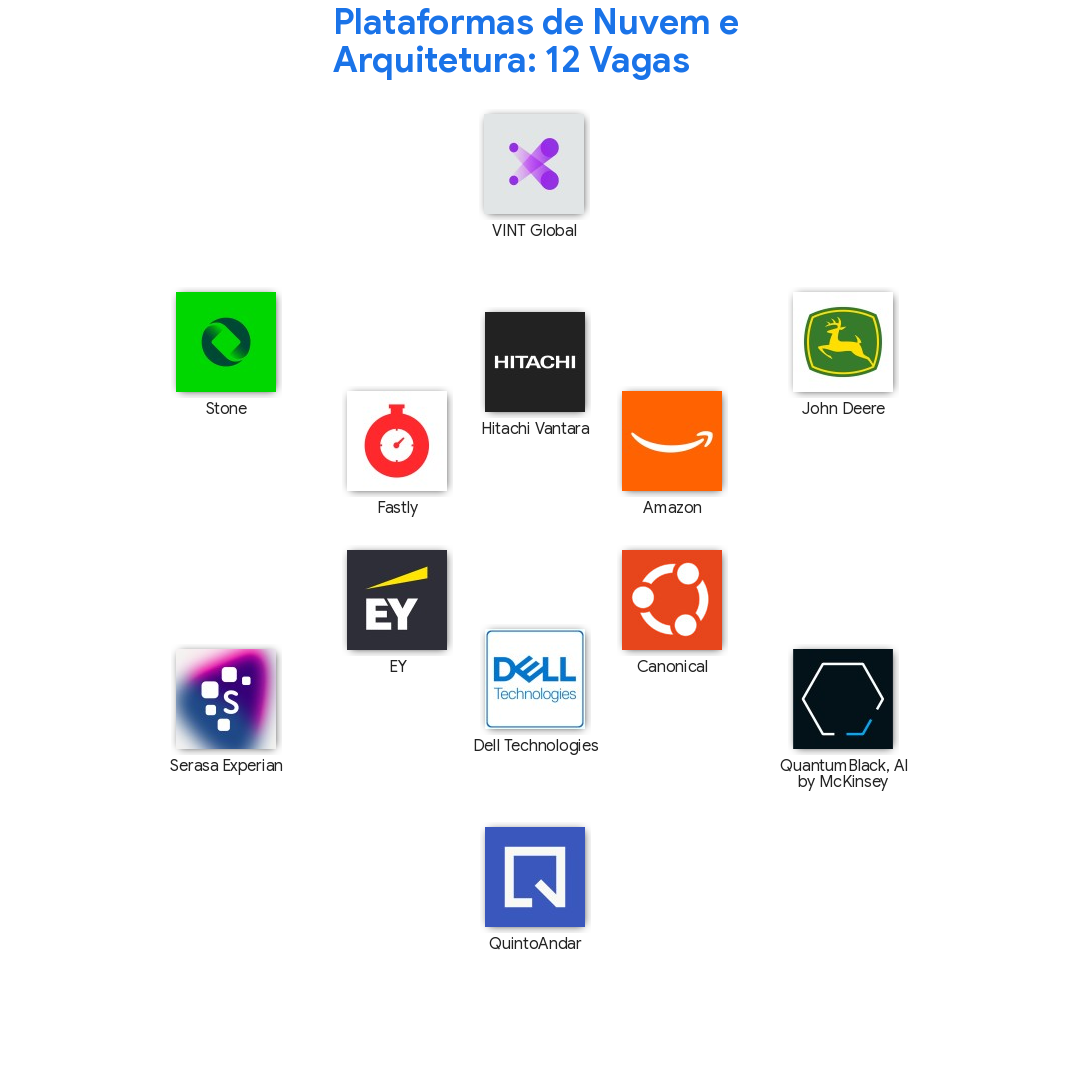 Plataformas de Nuvem e
Arquitetura: 12 Vagas
VINT Global
Stone
HITACHI
Hitachi Vantara
John Deere
Fastly
Amazon
EY
EY
Canonical
S
Serasa Experian
DELL
Technologies
Dell Technologies
QuantumBlack, AI
by McKinsey
QuintoAndar